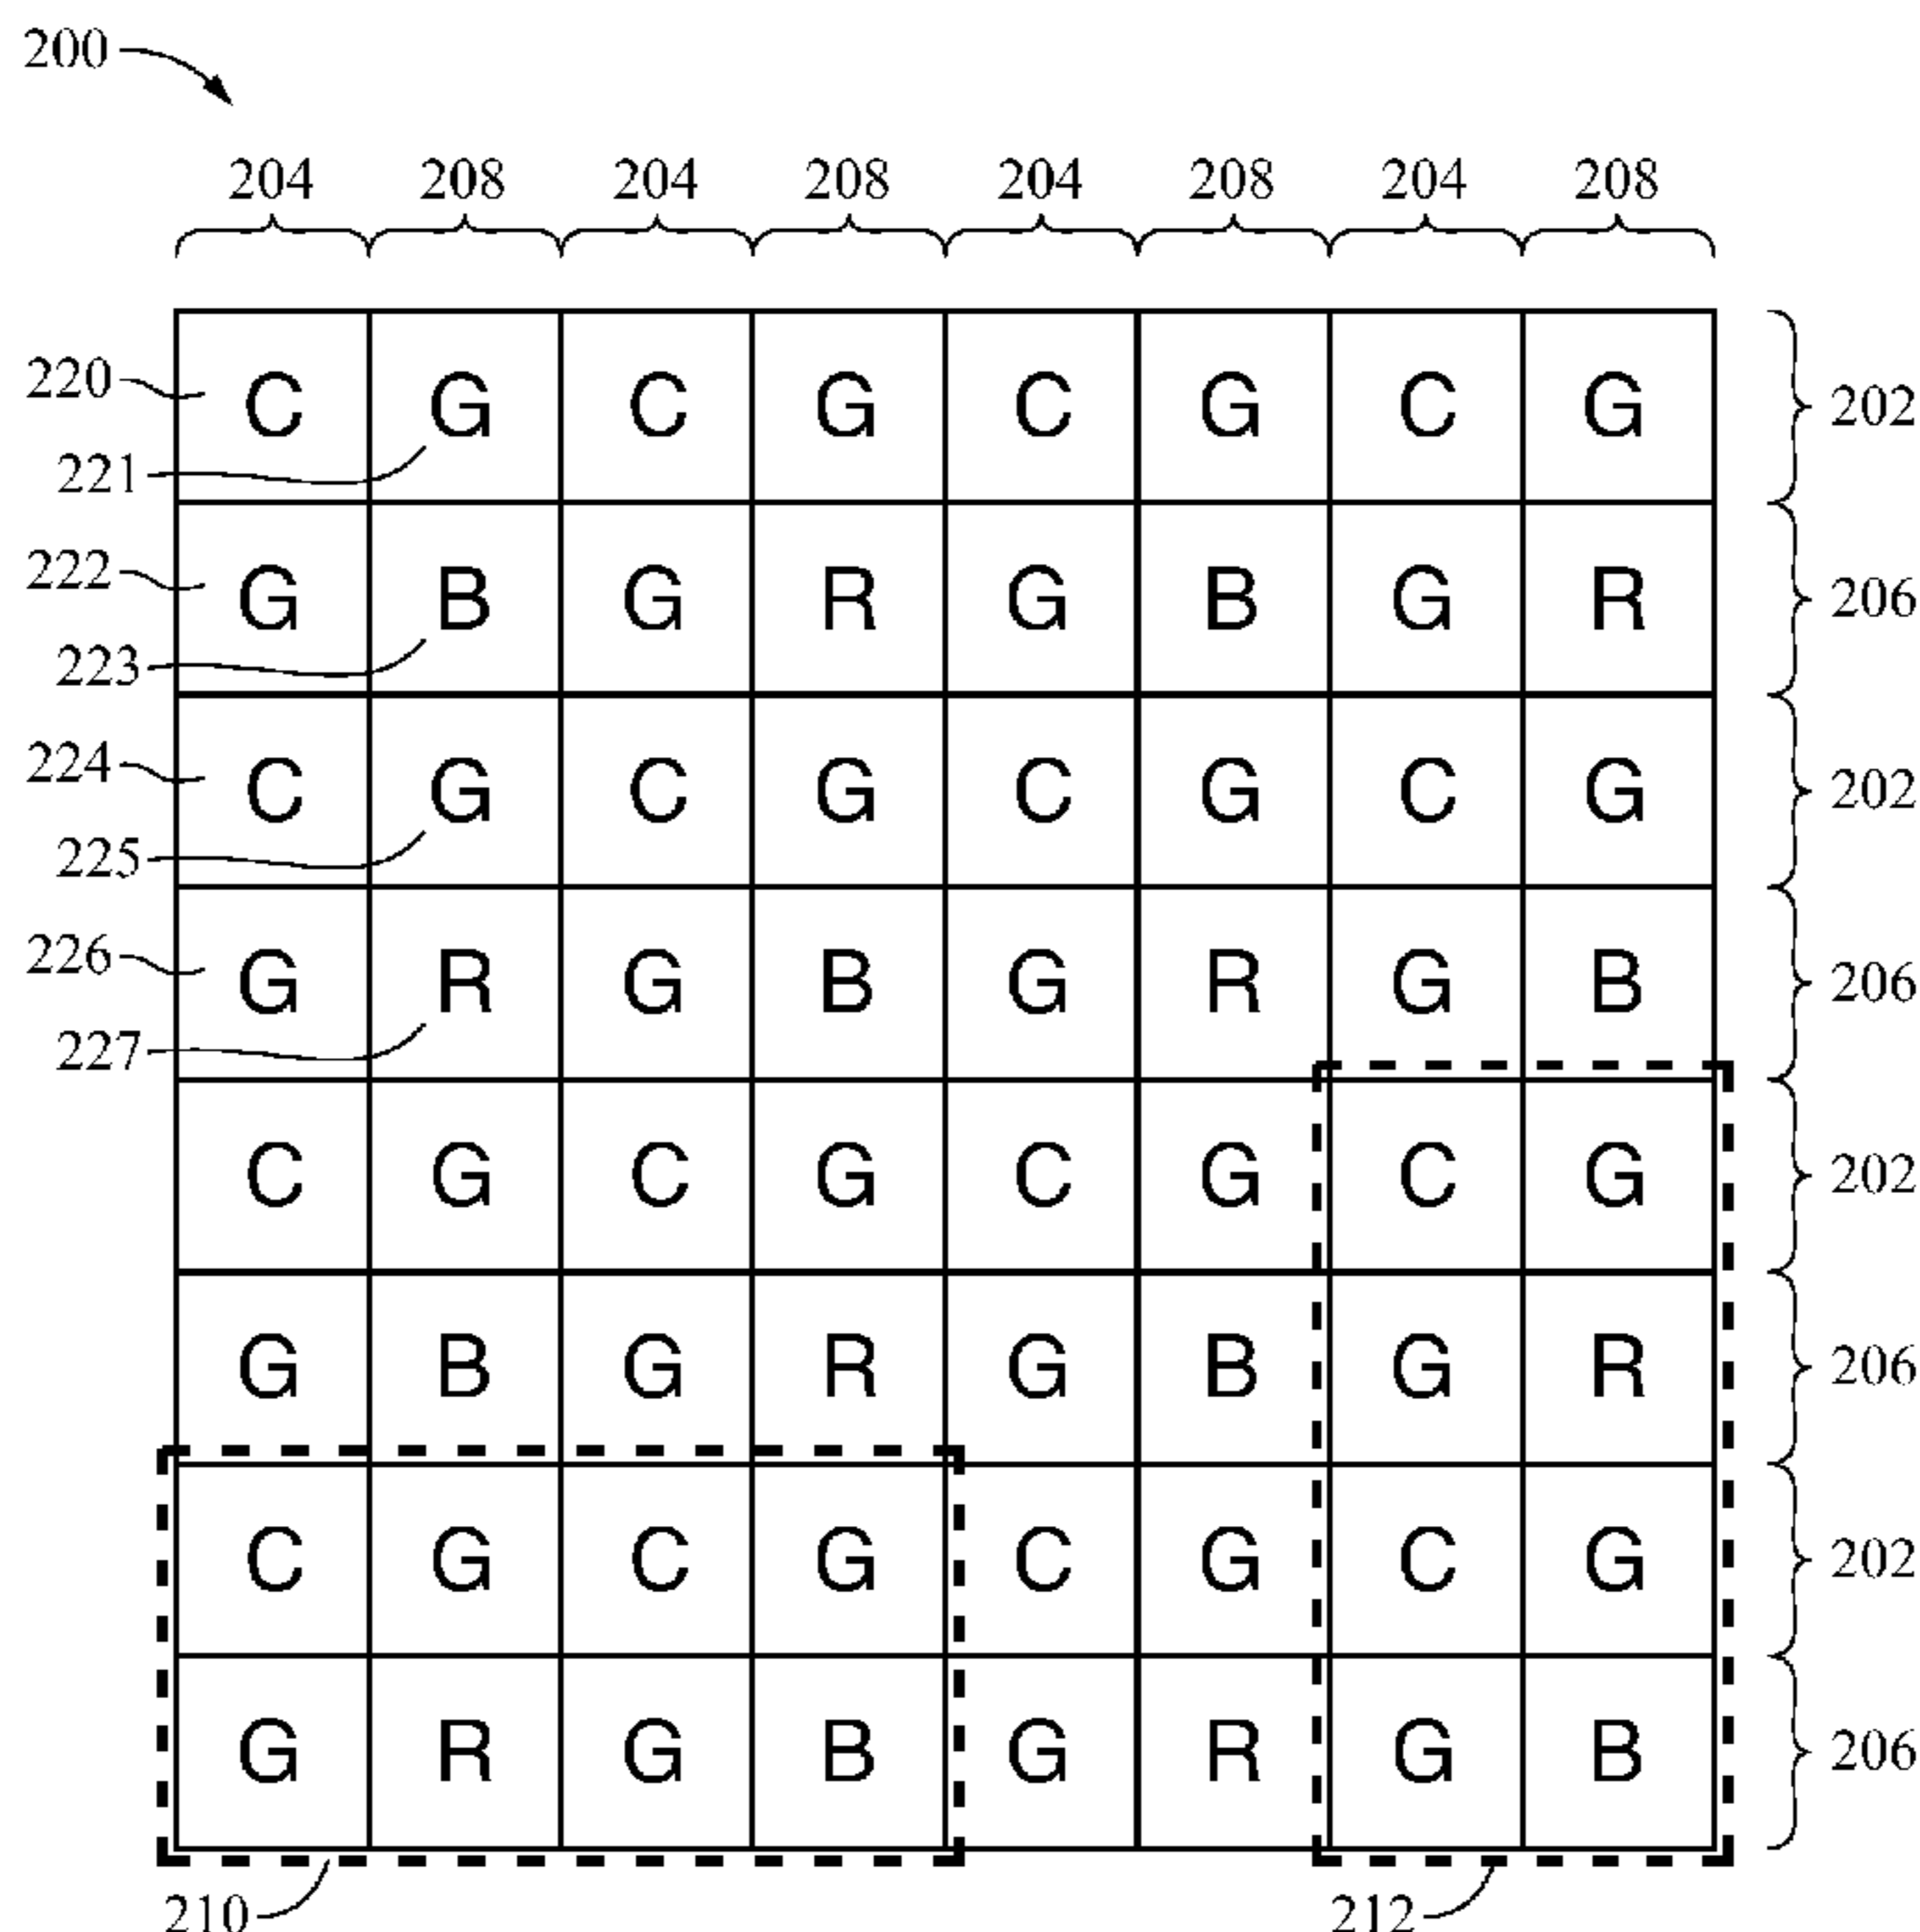 200
204 208 204 208 204 208 204 208
220 C G C G C G C G 202
221
222 G B G R G B G R 206
223
224 C G C G C G C G 202
225
226 G R G B G R G B 206
227
C G C G C G C G 202
G B G R G B G R 206
C G C G C G C G 202
G R G B G R G B 206
210 212